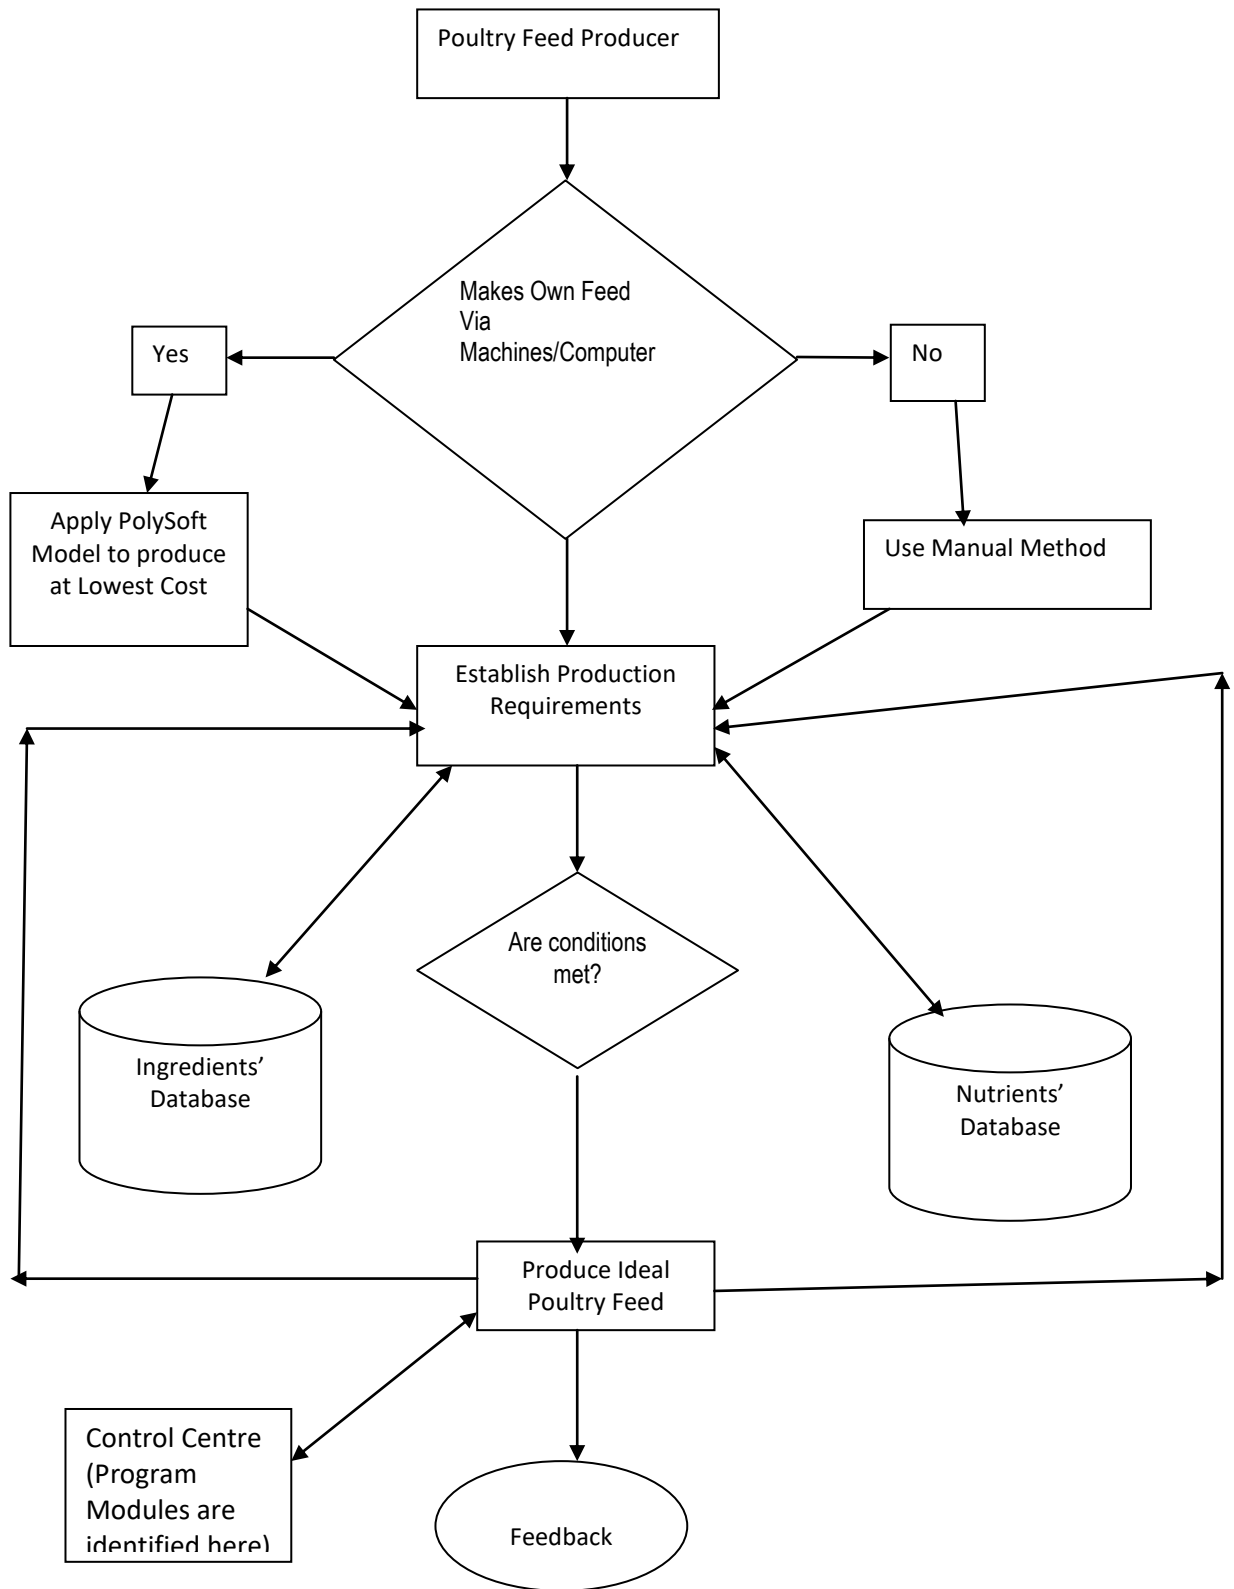 Poultry Feed Producer
Makes Own Feed
Via
Machines/Computer
Yes
No
Apply PolySoft
Model to produce
at Lowest Cost
Use Manual Method
Establish Production
Requirements
Are conditions
met?
Ingredients’
Database
Nutrients’
Database
Produce Ideal
Poultry Feed
Control Centre
(Program
Modules are
identified here)
Feedback